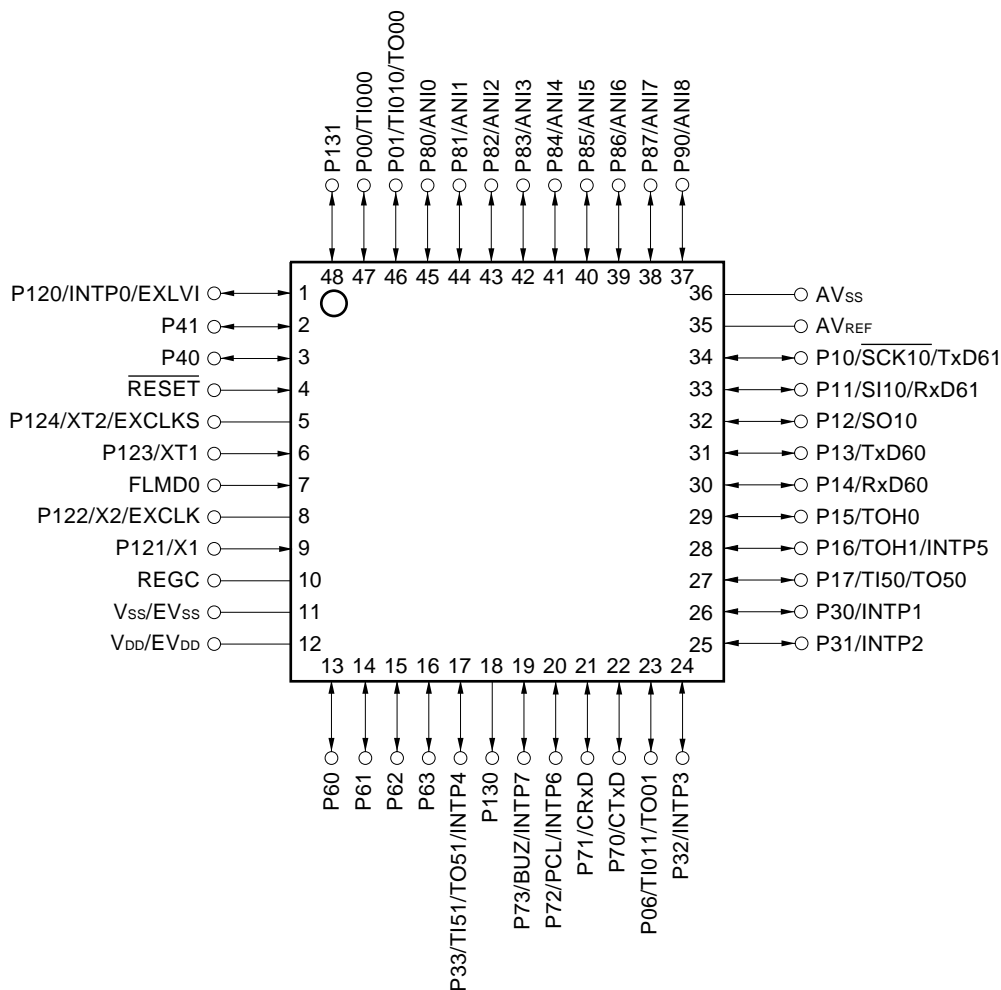 P131
P00/TI000
P01/TI010/TO00
P80/ANI0
P81/ANI1
P82/ANI2
P83/ANI3
P84/ANI4
P85/ANI5
P86/ANI6
P87/ANI7
P90/ANI8
48 47 46 45 44 43 42 41 40 39 38 37
P120/INTP0/EXLVI 1
P41 2
P40 3
RESET 4
P124/XT2/EXCLKS 5
P123/XT1 6
FLMD0 7
P122/X2/EXCLK 8
P121/X1 9
REGC 10
VSS/EVSS 11
VDD/EVDD 12
36 AVSS
35 AVREF
34 P10/SCK10/TxD61
33 P11/SI10/RxD61
32 P12/SO10
31 P13/TxD60
30 P14/RxD60
29 P15/TOH0
28 P16/TOH1/INTP5
27 P17/TI50/TO50
26 P30/INTP1
25 P31/INTP2
13 14 15 16 17 18 19 20 21 22 23 24
P60
P61
P62
P63
P33/TI51/TO51/INTP4
P130
P73/BUZ/INTP7
P72/PCL/INTP6
P71/CRxD
P70/CTxD
P06/TI011/TO01
P32/INTP3